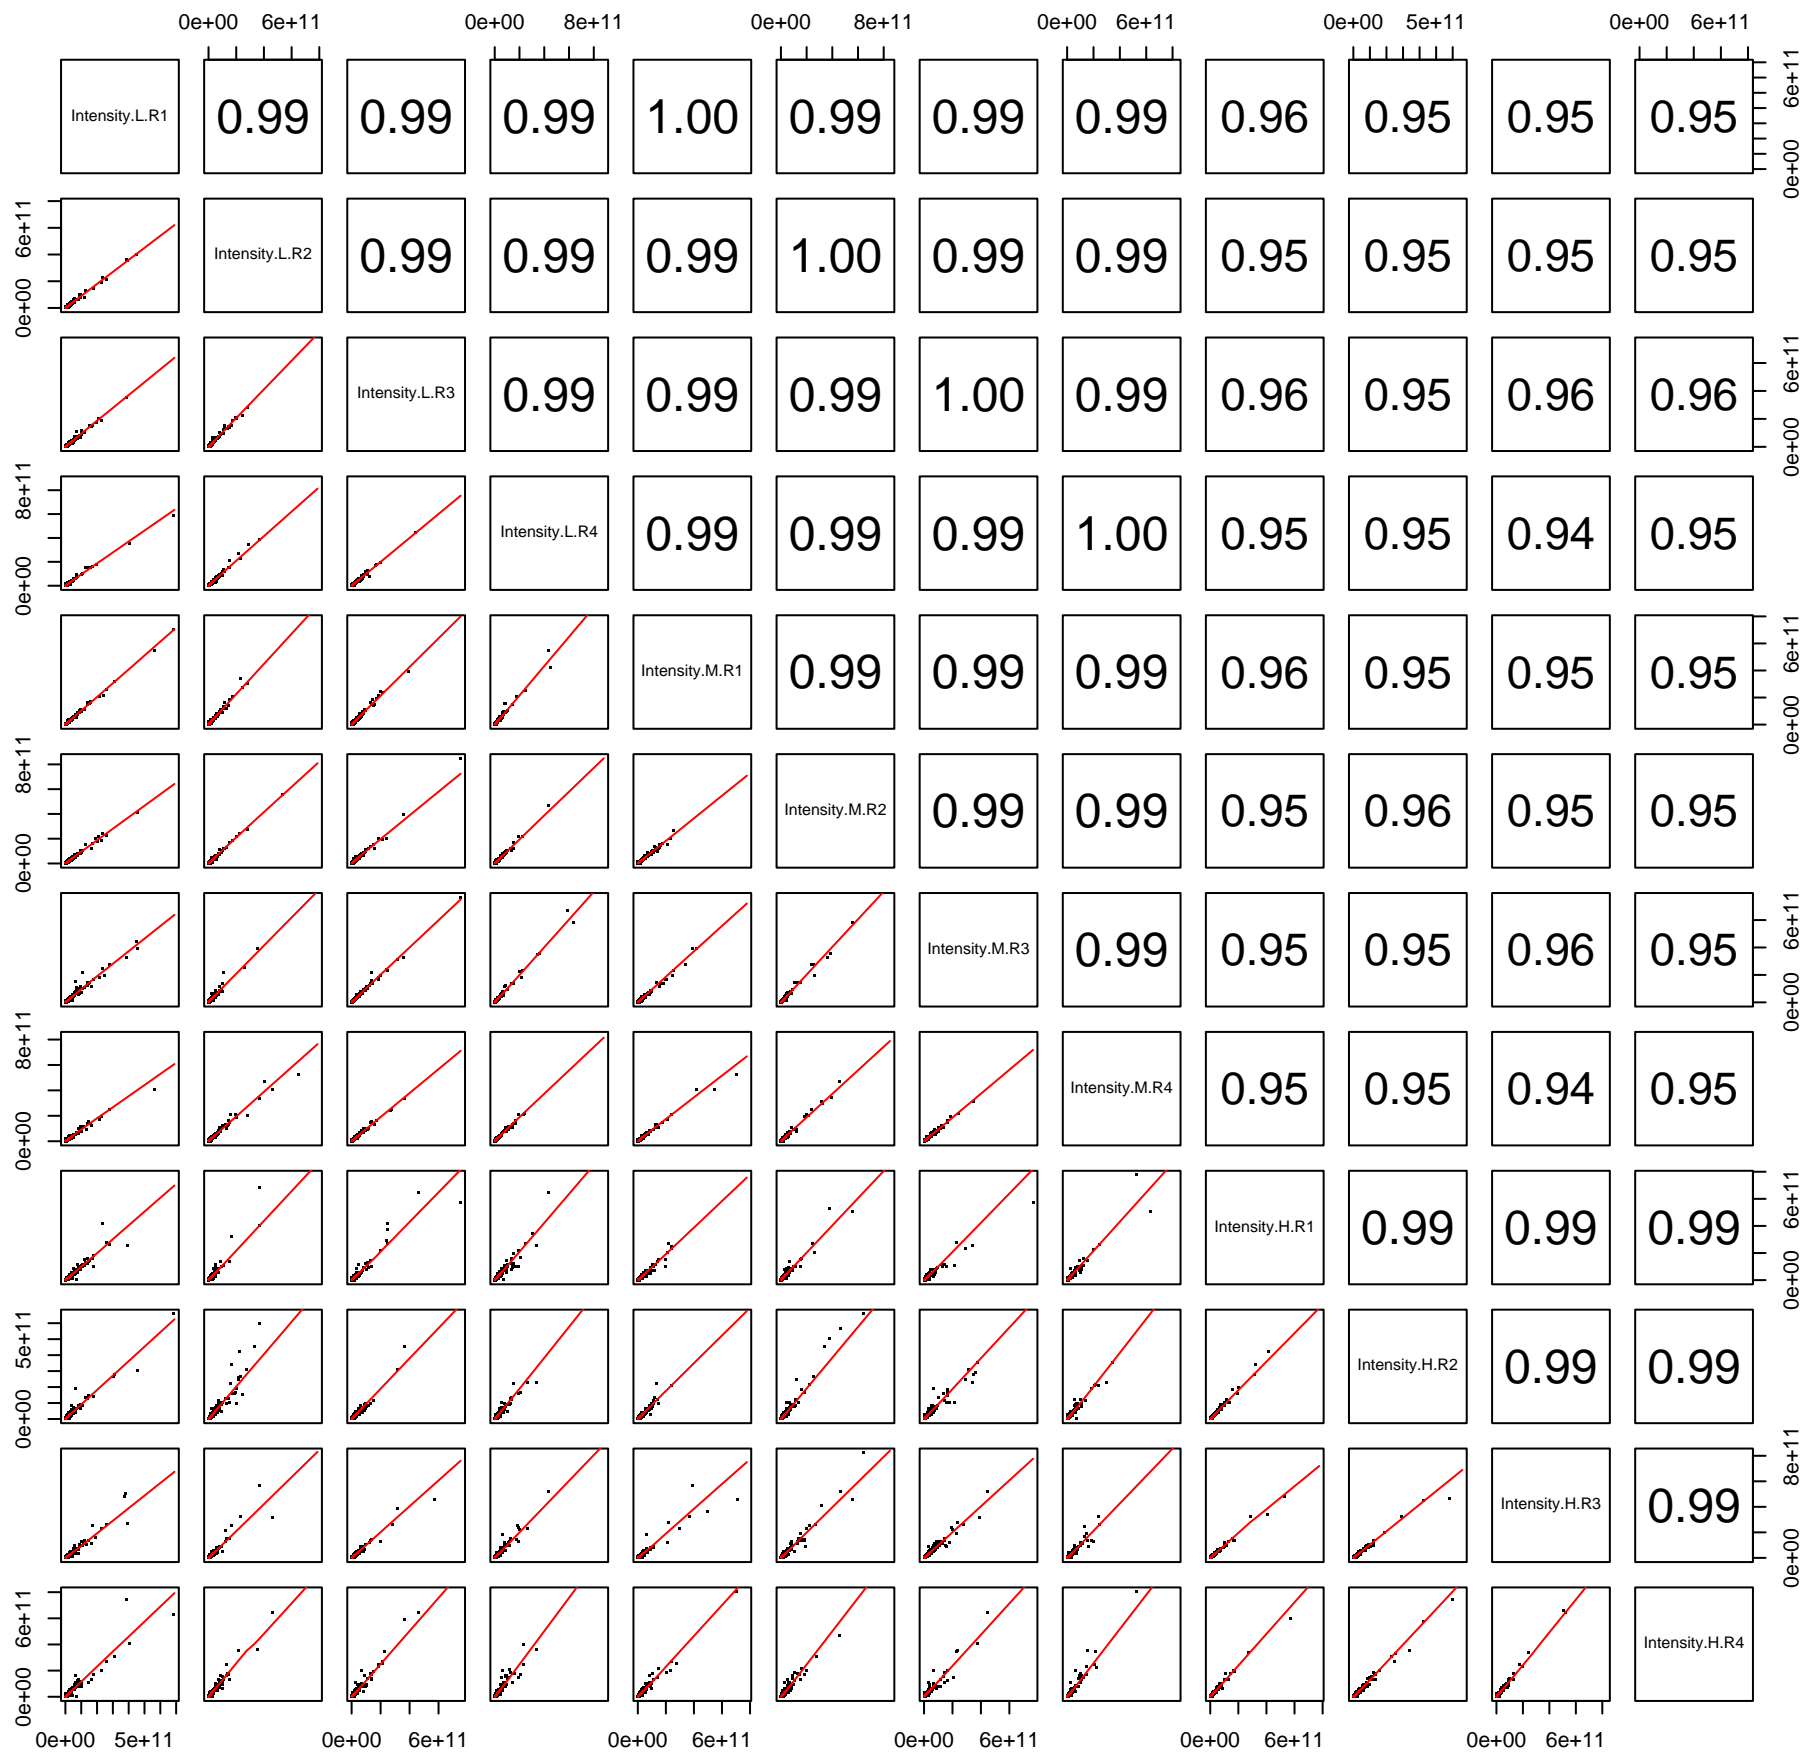 0e+00 6e+11 0e+00 8e+11 0e+00 8e+11 0e+00 6e+11 0e+00 5e+11 0e+00 6e+11
Intensity.L.R1 0.99 0.99 0.99 1.00 0.99 0.99 0.99 0.96 0.95 0.95 0.95 0e+00 6e+11
0e+00 6e+11 Intensity.L.R2 0.99 0.99 0.99 1.00 0.99 0.99 0.95 0.95 0.95 0.95
Intensity.L.R3 0.99 0.99 0.99 1.00 0.99 0.96 0.95 0.96 0.96 0e+00 6e+11
0e+00 8e+11 Intensity.L.R4 0.99 0.99 0.99 1.00 0.95 0.95 0.94 0.95
Intensity.M.R1 0.99 0.99 0.99 0.96 0.95 0.95 0.95 0e+00 6e+11
0e+00 8e+11 Intensity.M.R2 0.99 0.99 0.95 0.96 0.95 0.95
Intensity.M.R3 0.99 0.95 0.95 0.96 0.95 0e+00 6e+11
0e+00 8e+11 Intensity.M.R4 0.95 0.95 0.94 0.95
Intensity.H.R1 0.99 0.99 0.99 0e+00 6e+11
0e+00 5e+11 Intensity.H.R2 0.99 0.99
Intensity.H.R3 0.99 0e+00 8e+11
0e+00 6e+11 Intensity.H.R4
0e+00 5e+11 0e+00 6e+11 0e+00 6e+11 0e+00 6e+11 0e+00 6e+11 0e+00 6e+11